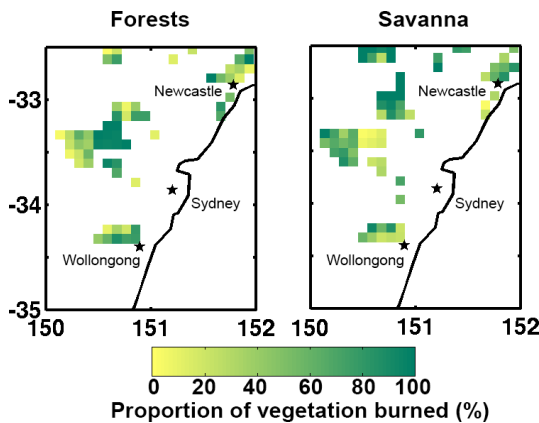 Forests
Savanna
Newcastle
Newcastle
-33
Sydney
Sydney
-34
Wollongong
Wollongong
-35
150
151
152
150
151
152
0
20
40
60
80
100
Proportion of vegetation burned (%)